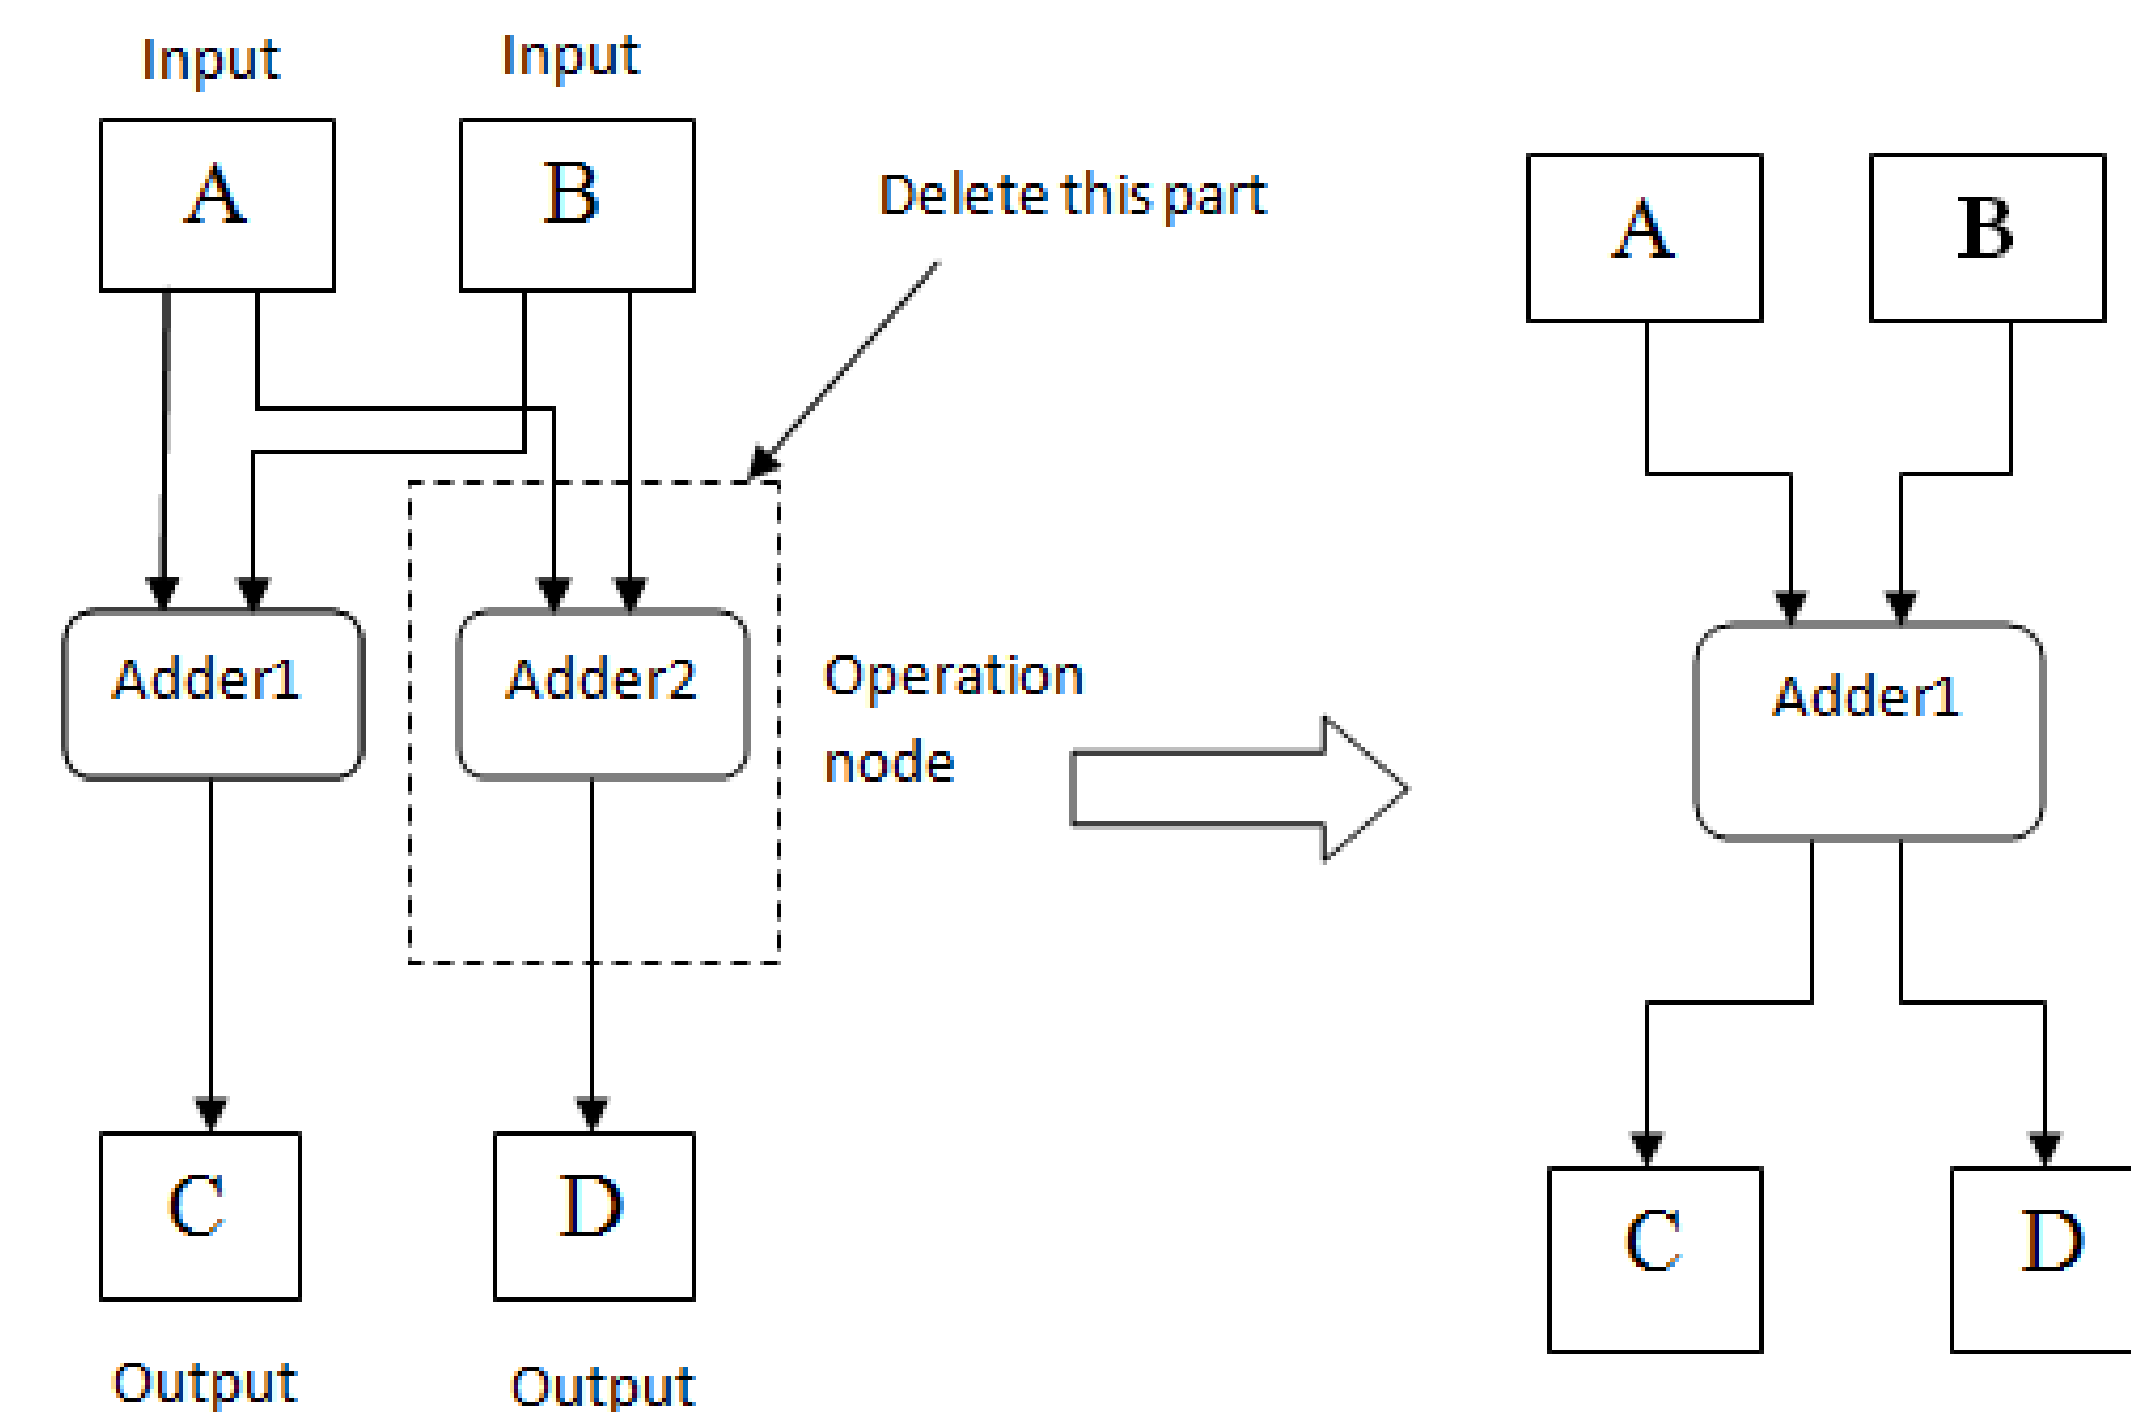 Input
Input
A
B
Delete this part
A
B
Adder1
Adder2
Operation
node
Adder1
C
D
C
D
Output
Output